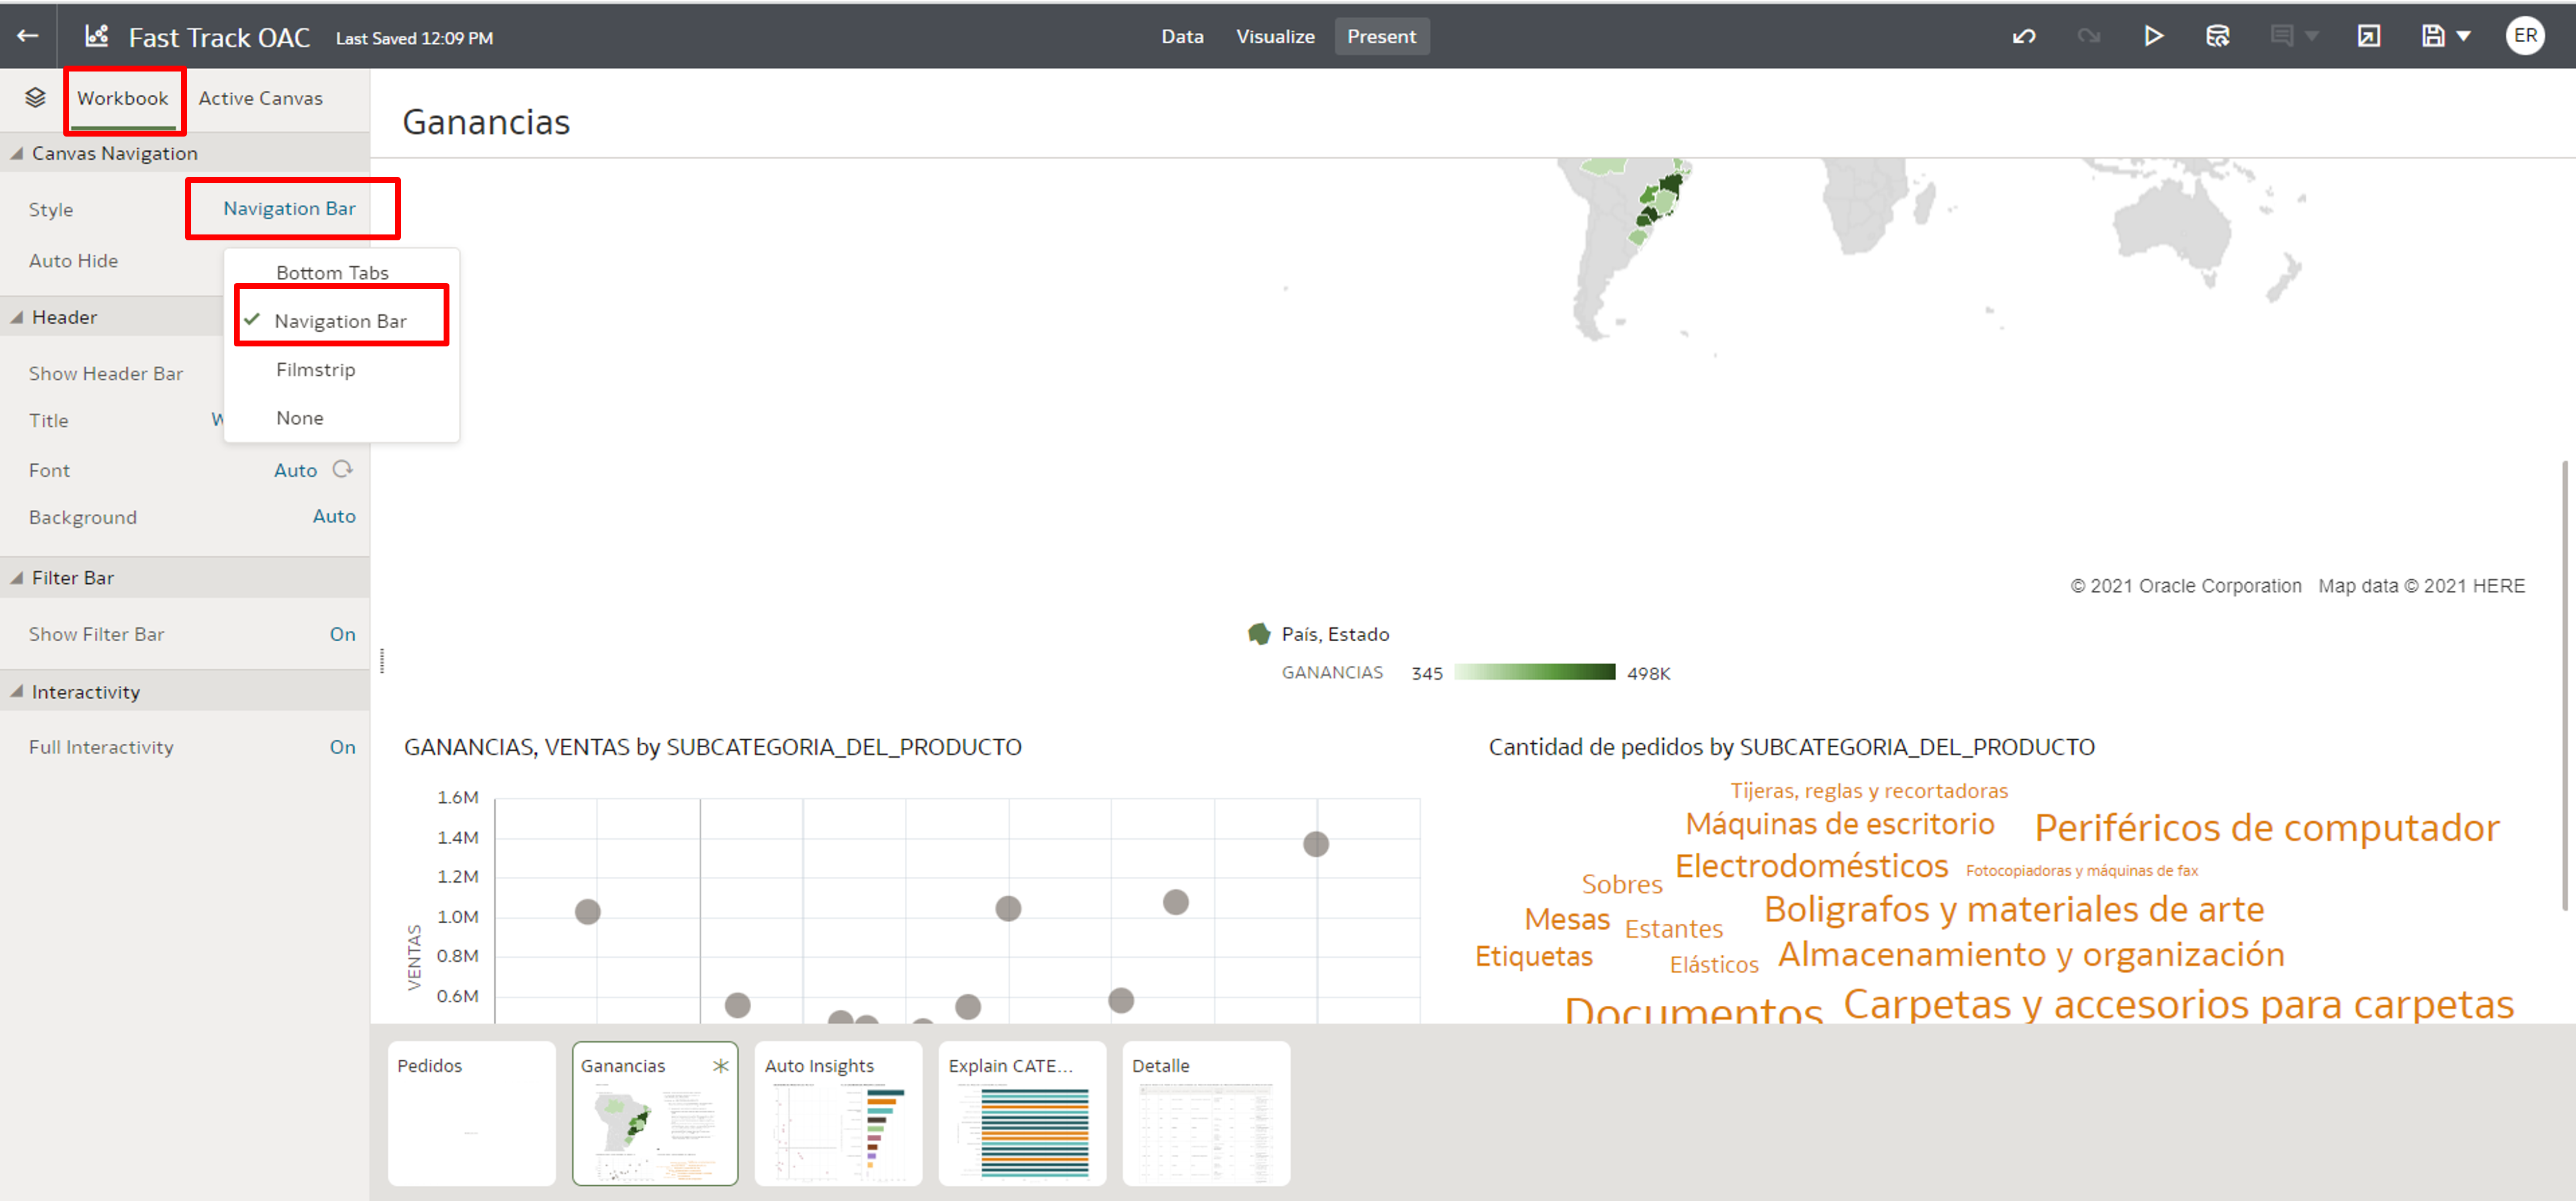 Fast Track OAC Last Saved 12:09 PM
Data Visualize Present
ER
Workbook Active Canvas
Ganancias
Canvas Navigation
Style Navigation Bar
Auto Hide
Bottom Tabs
Navigation Bar
Filmstrip
None
Header
Show Header Bar
Title W
Font Auto
Background Auto
Filter Bar
Show Filter Bar On
Interactivity
Full Interactivity On
© 2021 Oracle Corporation Map data © 2021 HERE
País, Estado
GANANCIAS 345 498K
GANANCIAS, VENTAS by SUBCATEGORIA_DEL_PRODUCTO
1.6M
1.4M
1.2M
1.0M
0.8M
0.6M
VENTAS
Cantidad de pedidos by SUBCATEGORIA_DEL_PRODUCTO
Tijeras, reglas y recortadoras
Máquinas de escritorio Periféricos de computador
Electrodomésticos Fotocopiadoras y máquinas de fax
Sobres
Boligrafos y materiales de arte
Mesas Estantes
Etiquetas Elásticos Almacenamiento y organización
Documentos Carpetas y accesorios para carpetas
Pedidos
Ganancias
Auto Insights
Explain CATE...
Detalle